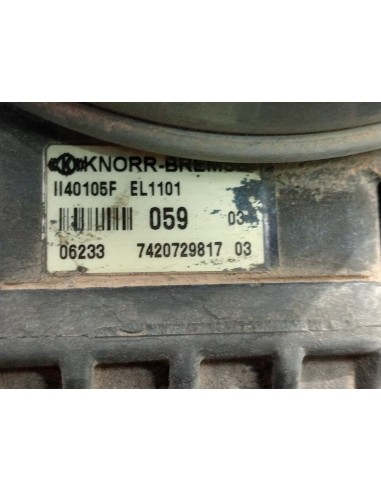 KNORR-BREMSE
II40105F EL1101
059 03
06233 7420729817 03